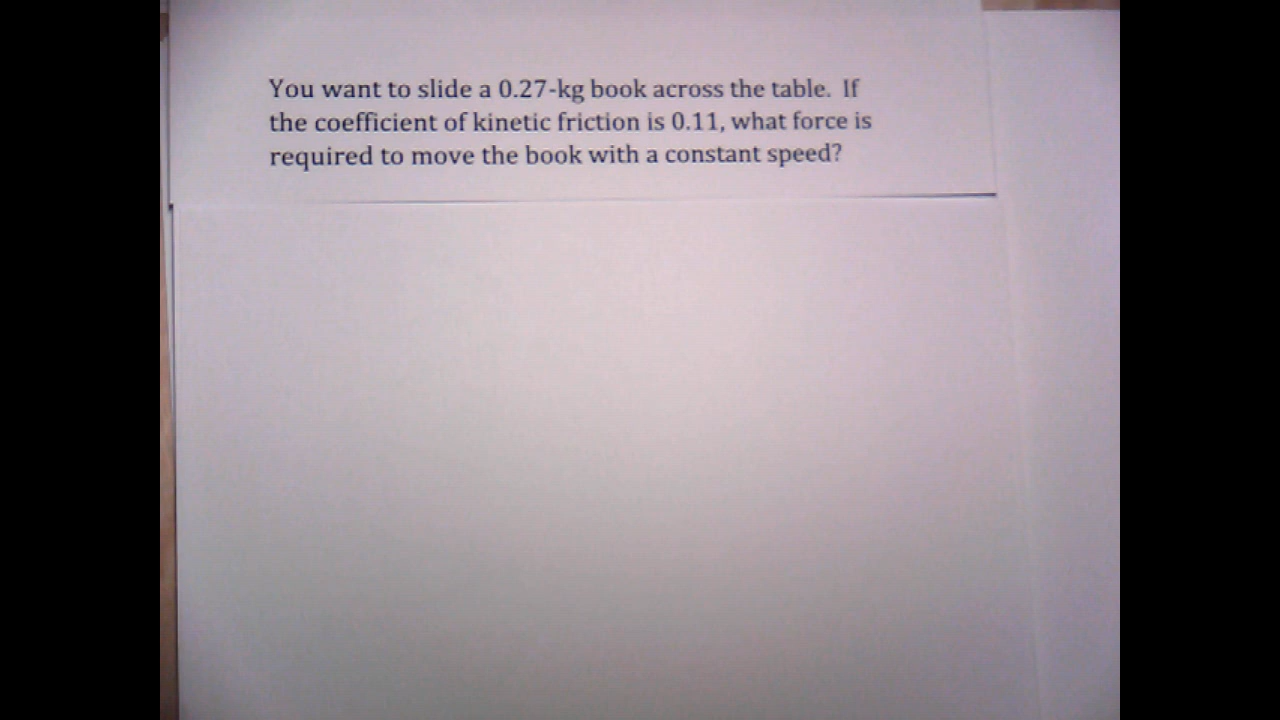 You want to slide a 0.27-kg book across the table.  If
the coefficient of kinetic friction is 0.11, what force is
required to move the book with a constant speed?